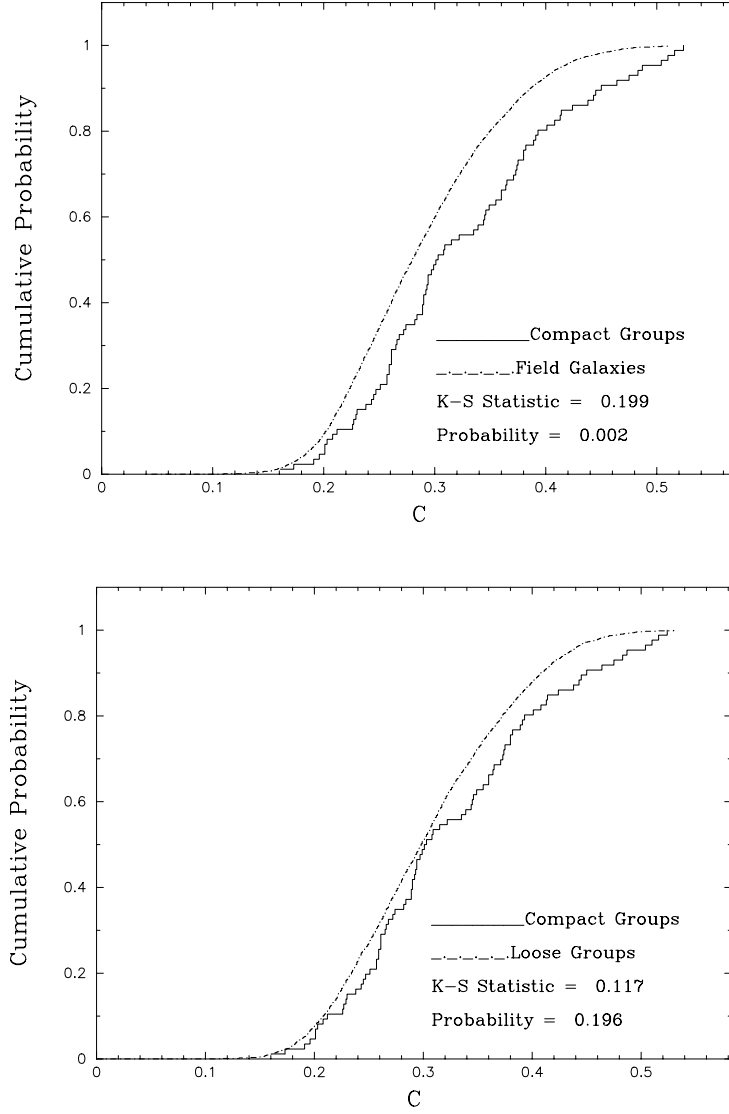 Cumulative Probability
1
0.8
0.6
0.4
0.2
0
Compact Groups
Field Galaxies
K-S Statistic = 0.199
Probability = 0.002
0 0.1 0.2 0.3 0.4 0.5
C
Cumulative Probability
1
0.8
0.6
0.4
0.2
0
Compact Groups
Loose Groups
K-S Statistic = 0.117
Probability = 0.196
0 0.1 0.2 0.3 0.4 0.5
C